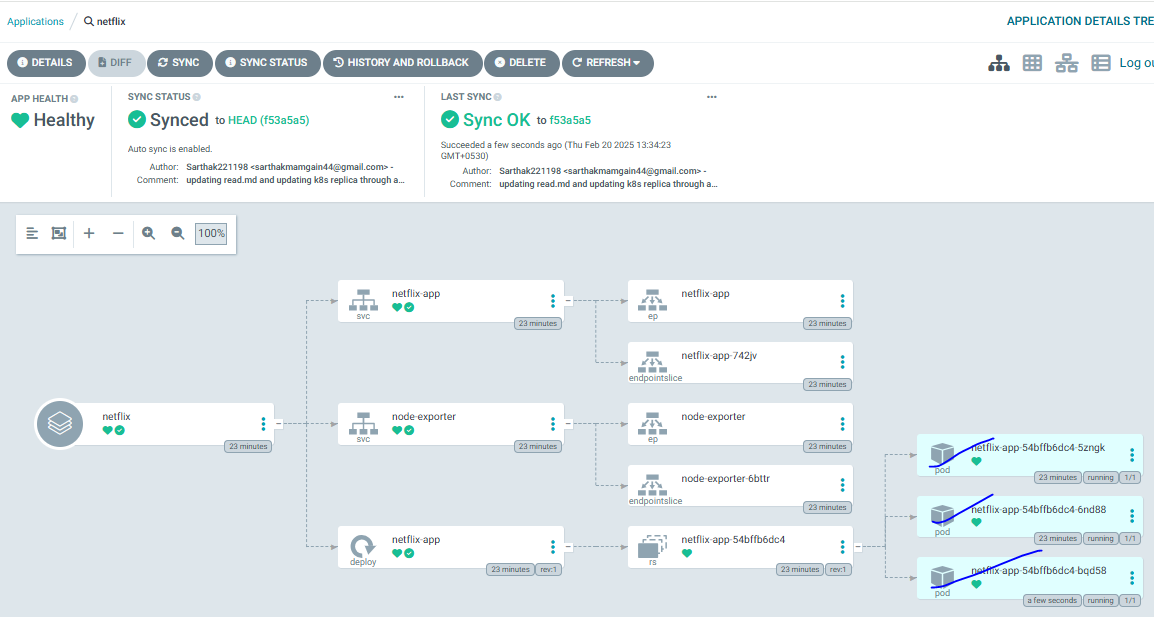 Applications / netflix
APPLICATION DETAILS TRE
DETAILS DIFF SYNC SYNC STATUS HISTORY AND ROLLBACK DELETE REFRESH
Log ou
APP HEALTH
Healthy
SYNC STATUS
Synced to HEAD (f53a5a5)
Auto sync is enabled.
Author: Sarthak221198 <sarthakmamgain44@gmail.com> -
Comment: updating read.md and updating k8s replica through a...
LAST SYNC
Sync OK to f53a5a5
Succeeded a few seconds ago (Thu Feb 20 2025 13:34:23
GMT+0530)
Author: Sarthak221198 <sarthakmamgain44@gmail.com> -
Comment: updating read.md and updating k8s replica through a...
100%
netflix
23 minutes
svc
netflix-app
23 minutes
ep
netflix-app
23 minutes
endpointslice
netflix-app-742jv
23 minutes
svc
node-exporter
23 minutes
ep
node-exporter
23 minutes
endpointslice
node-exporter-6bttr
23 minutes
deploy
netflix-app
23 minutes rev:1
rs
netflix-app-54bffb6dc4
23 minutes rev:1
pod
netflix-app-54bffb6dc4-5zngk
23 minutes running 1/1
pod
netflix-app-54bffb6dc4-6nd88
23 minutes running 1/1
pod
netflix-app-54bffb6dc4-bqd58
a few seconds running 1/1